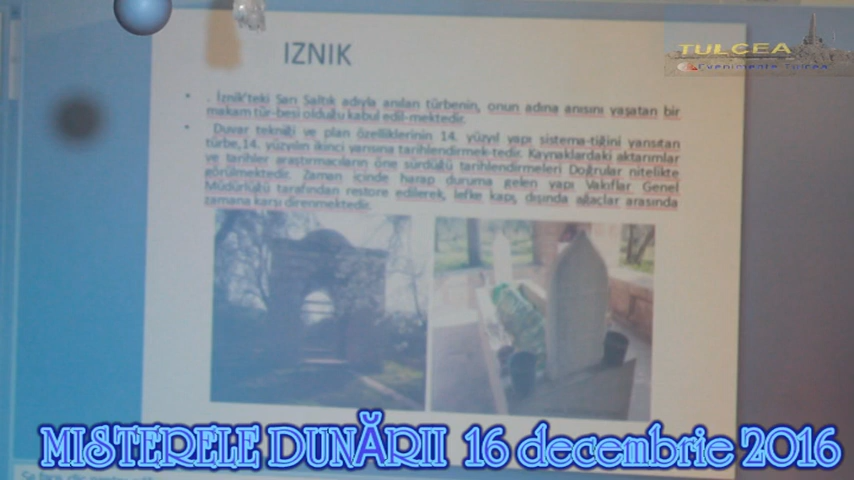 IZNIK
TULCEA
Evenimente Tulcea
• . İznik'teki Sarı Saltık adıyla anılan türbenin, onun adına anısını yaşatan bir
makam tür-beşi olduğu kabul edil-mektedir.
• Duvar tekniği ve plan özelliklerinin 14. yüzyıl yapı sistema-tiğini yansıtan
türbe,14. yüzyılın ikinci yarısına tarihlendirmek-tedir. Kaynaklardaki aktarımlar
ve tarihler araştırmacıların öne sürdüğü tarihlendirmeleri Doğrular nitelikte
görülmektedir. Zaman içinde harap duruma gelen yapı Vakıflar. Genel
Müdürlüğü tarafından restore edilerek, lefke kapı, dışında ağaçlar arasında
zamana karşı direnmektedir.
MISTERELE DUNĂRII 16 decembrie 2016